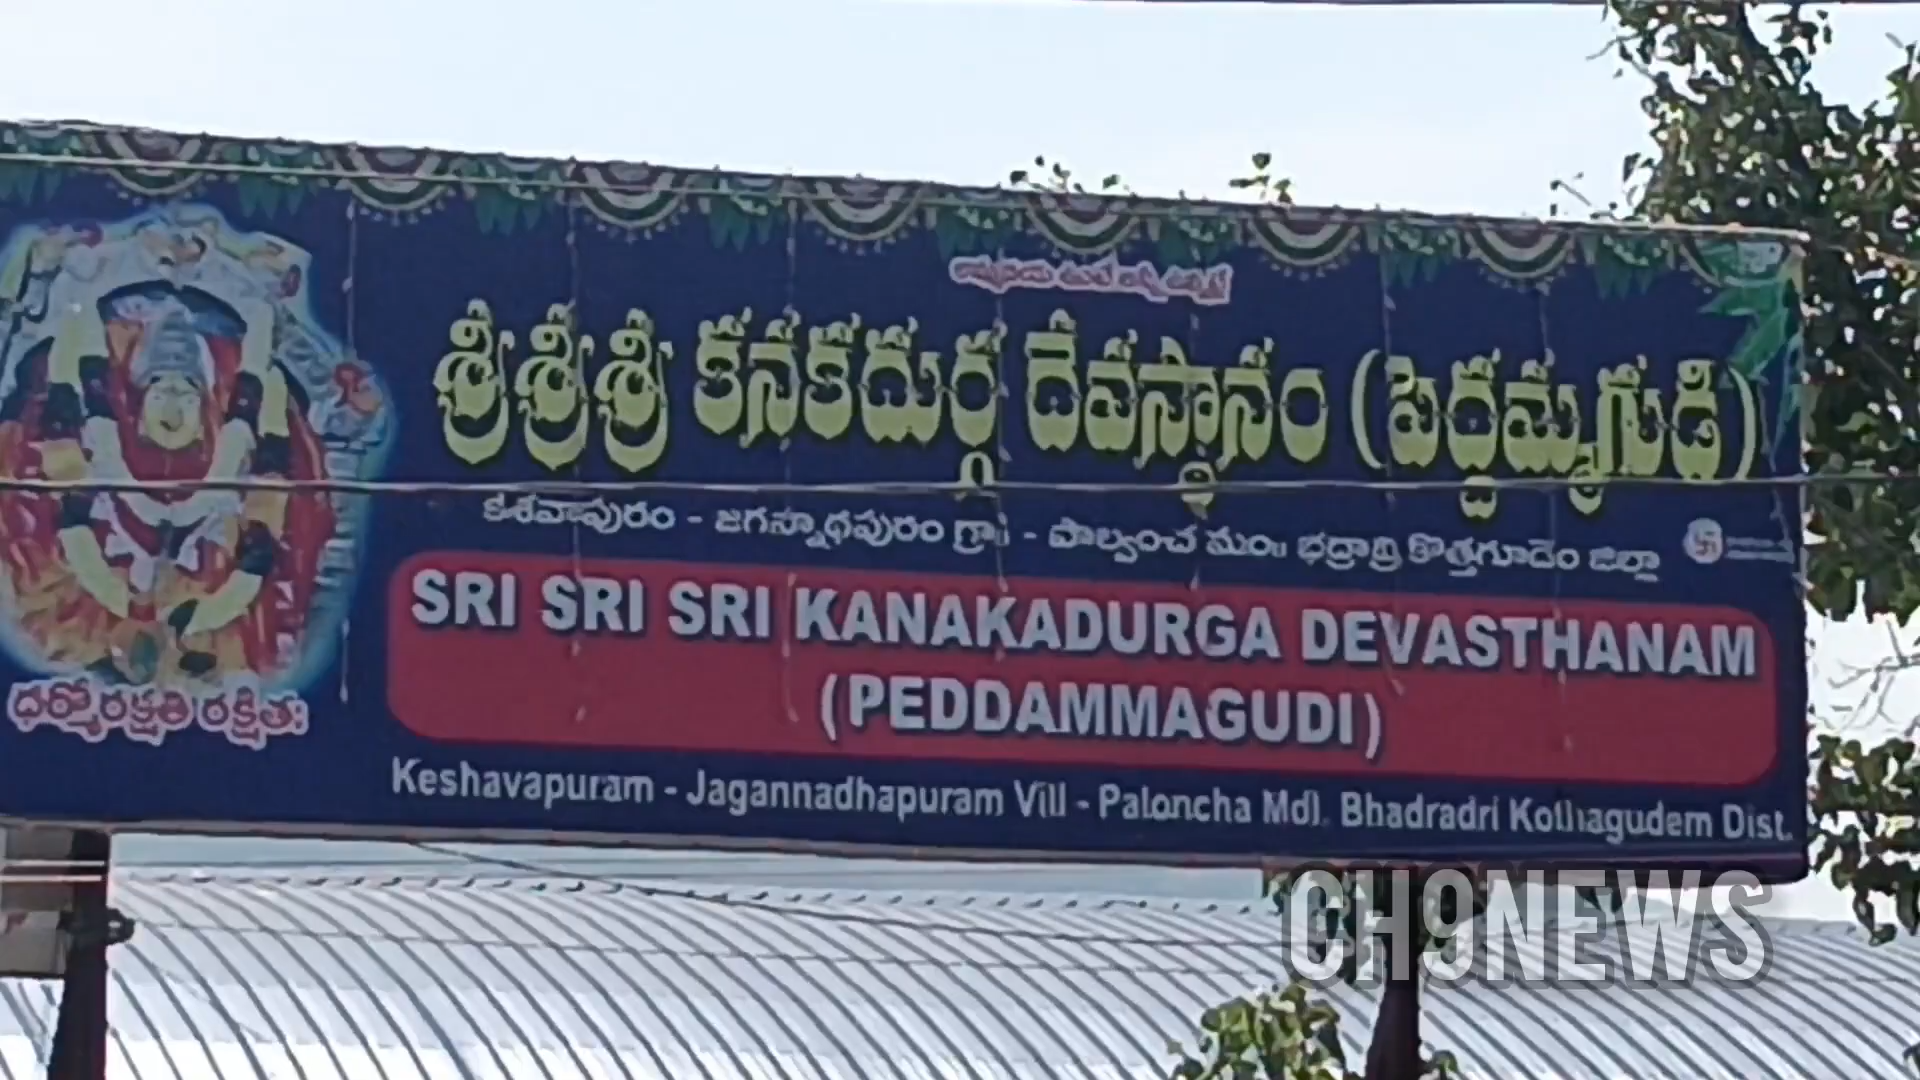 శ్రీశ్రీశ్రీ కనకదుర్గ దేవస్థానం (పెద్దమ్మగుడి)
కేశవాపురం - జగన్నాధపురం గ్రా॥ - పాల్వంచ మం॥ భద్రాద్రి కొత్తగూడెం జిల్లా
SRI SRI SRI KANAKADURGA DEVASTHANAM
(PEDDAMMAGUDI)
ధర్మోరక్షతి రక్షితః
Keshavapuram - Jagannadhapuram Vill - Paloncha Mdl. Bhadradri Kothagudem Dist.
CH9NEWS